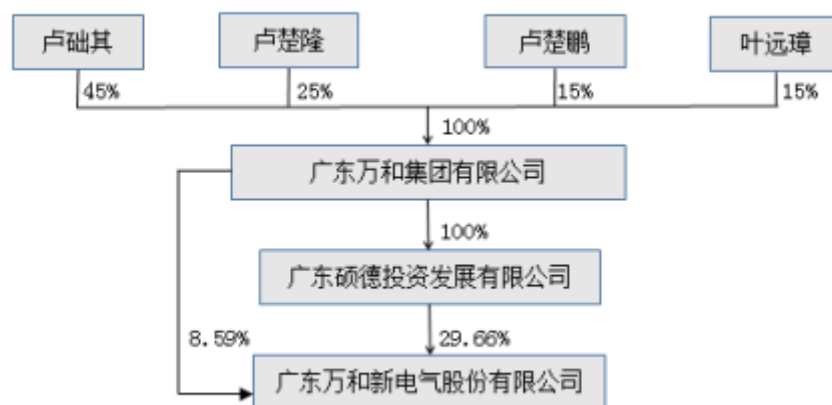 卢础其
卢楚隆
卢楚鹏
叶远璋
45%
25%
15%
15%
100%
广东万和集团有限公司
100%
广东硕德投资发展有限公司
8.59%
29.66%
广东万和新电气股份有限公司